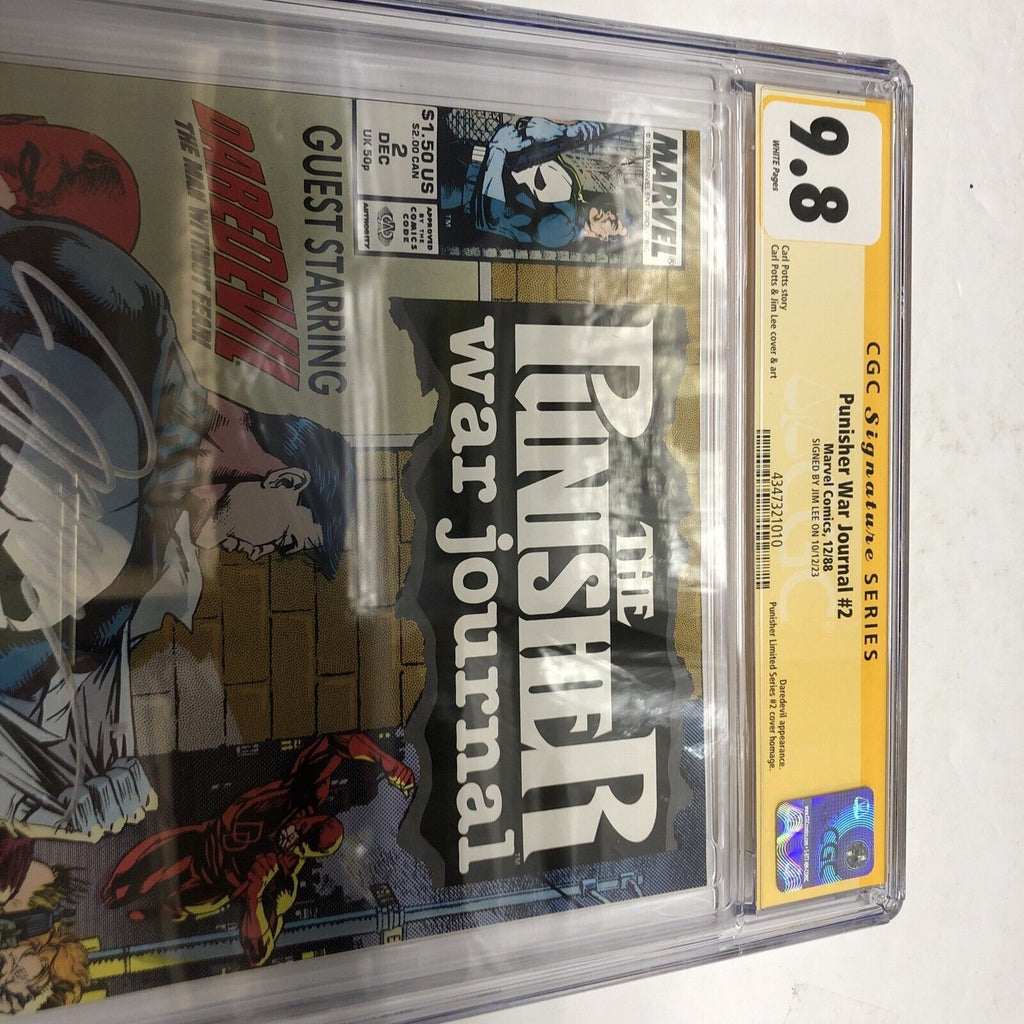 9.8
WHITE Pages
CGC Signature SERIES
Punisher War Journal #2
Marvel Comics, 12/88
SIGNED BY JIM LEE ON 10/12/23
Carl Potts story
Carl Potts & Jim Lee cover & art
4347321010
Daredevil appearance.
Punisher Limited Series #2 cover homage.
CGC
MARVEL®
TM
$1.50 US
$2.00 CAN
2
DEC
UK 50p
APPROVED
BY THE
COMICS
CODE
AUTHORITY
THE
PUNISHER
war journal™
GUEST STARRING
DAREDEVIL
THE MAN WITHOUT FEAR!